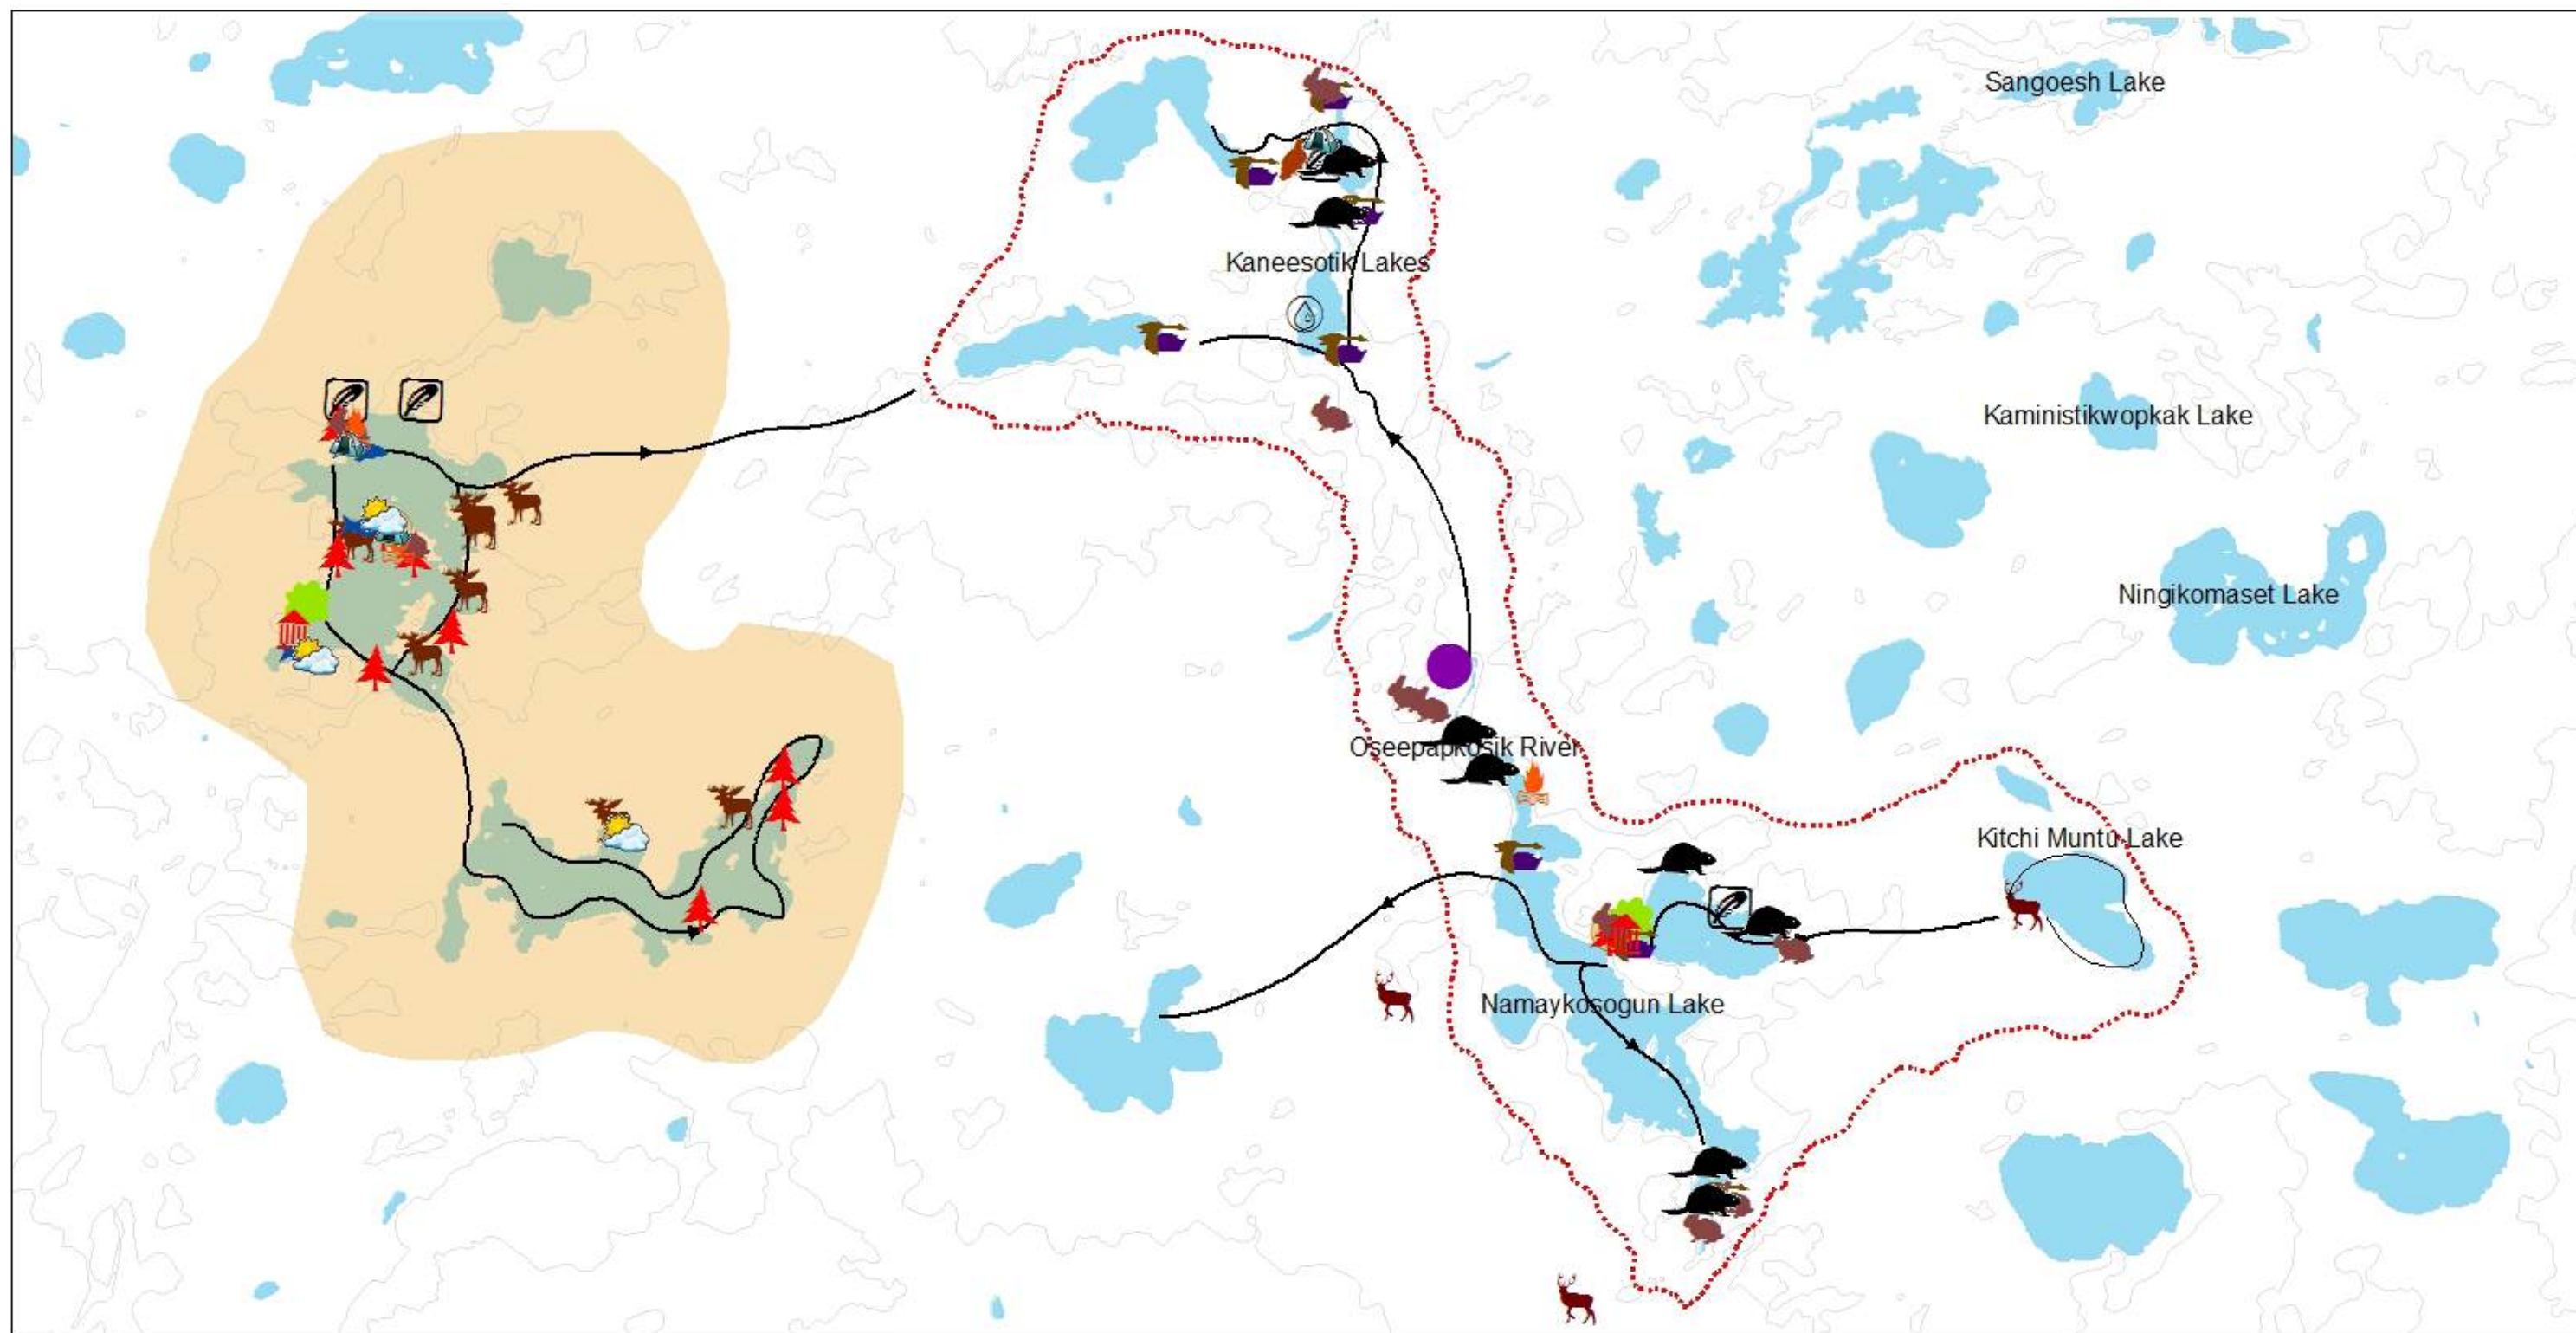 Sangoesh Lake
Kaneesotik Lakes
Kaministikwopkak Lake
Ningikomaset Lake
Oseepapkosik River
Kitchi Muntu Lake
Namaykosogun Lake